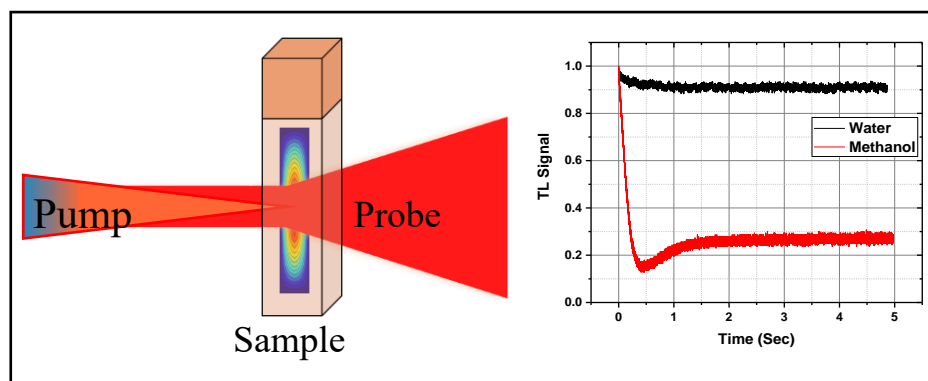 Pump
Probe
Sample
TL Signal
1.0
0.8
0.6
0.4
0.2
0.0
Water
Methanol
0 1 2 3 4 5
Time (Sec)